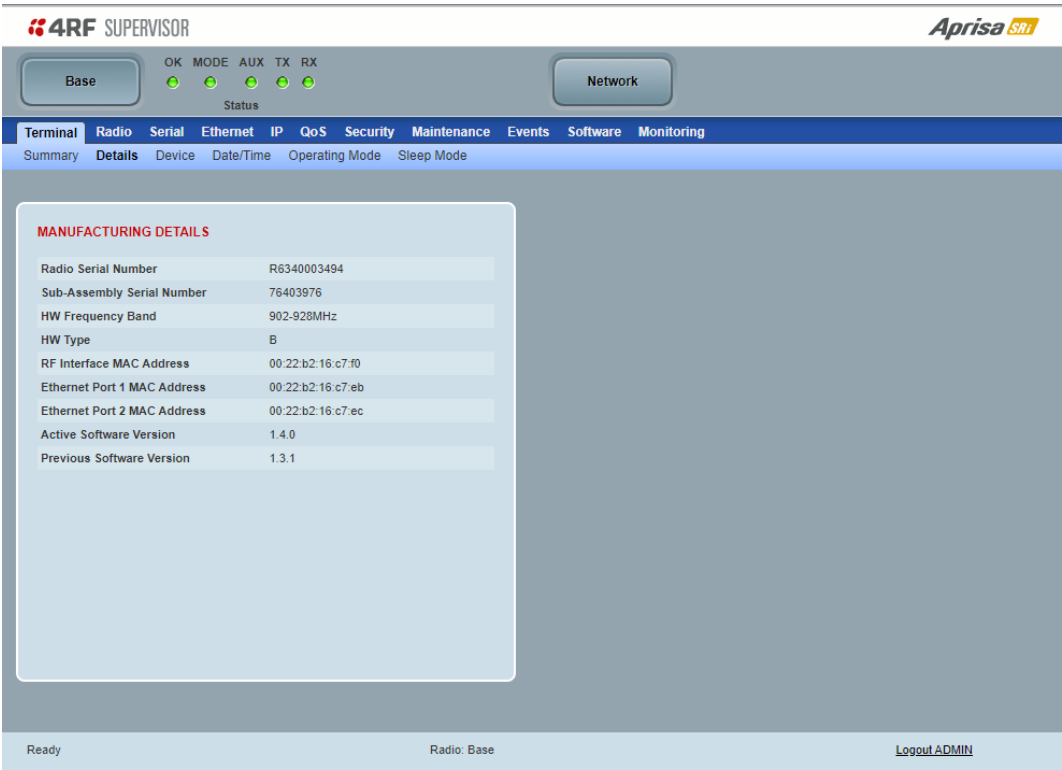 4RF SUPERVISOR
Aprisa SRi
Base
OK MODE AUX TX RX
Status
Network
Terminal Radio Serial Ethernet IP QoS Security Maintenance Events Software Monitoring
Summary Details Device Date/Time Operating Mode Sleep Mode
MANUFACTURING DETAILS
Radio Serial Number R6340003494
Sub-Assembly Serial Number 76403976
HW Frequency Band 902-928MHz
HW Type B
RF Interface MAC Address 00:22:b2:16:c7:f0
Ethernet Port 1 MAC Address 00:22:b2:16:c7:eb
Ethernet Port 2 MAC Address 00:22:b2:16:c7:ec
Active Software Version 1.4.0
Previous Software Version 1.3.1
Ready Radio: Base Logout ADMIN